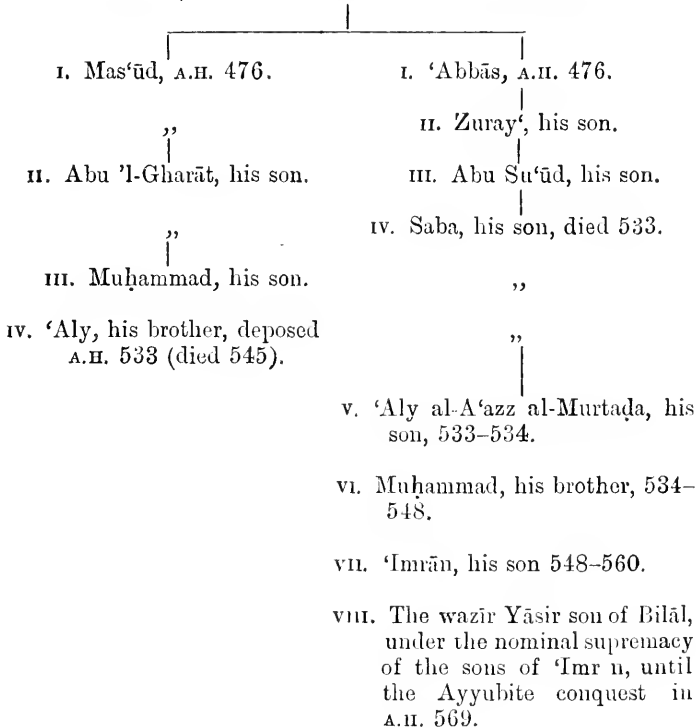 I. Mas‘ūd, A.H. 476.
„
II. Abu ’l-Gharāt, his son.
„
III. Muḥammad, his son.
IV. ‘Aly, his brother, deposed
A.H. 533 (died 545).
I. ‘Abbās, A.H. 476.
II. Zuray‘, his son.
III. Abu Su‘ūd, his son.
IV. Saba, his son, died 533.
„
„
V. ‘Aly al-A‘azz al-Murtaḍa, his
son, 533–534.
VI. Muḥammad, his brother, 534–
548.
VII. ‘Imrān, his son 548–560.
VIII. The wazīr Yāsir son of Bilāl,
under the nominal supremacy
of the sons of ‘Imr n, until
the Ayyubite conquest in
A.H. 569.